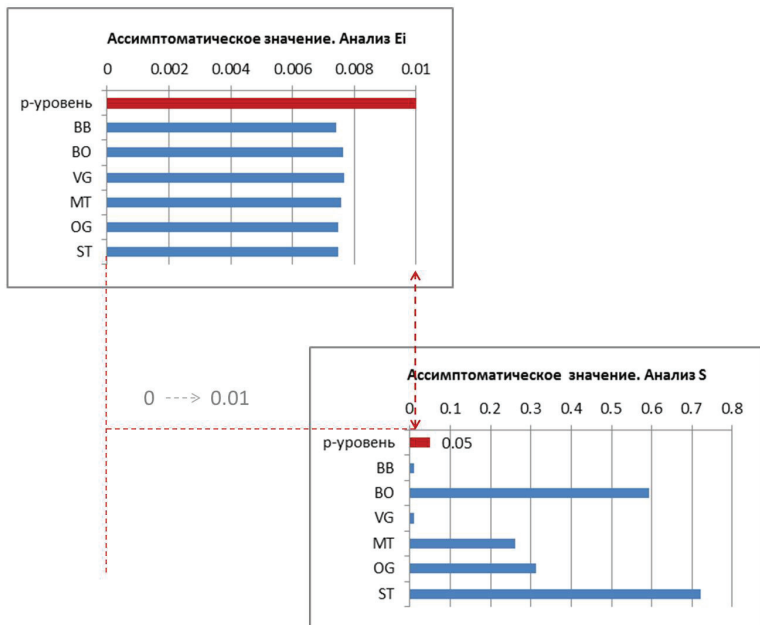 Ассимптоматическое значение. Анализ Ei
0 0.002 0.004 0.006 0.008 0.01
р-уровень
BB
BO
VG
MT
OG
ST
0 ----> 0.01
Ассимптоматическое значение. Анализ S
0 0.1 0.2 0.3 0.4 0.5 0.6 0.7 0.8
р-уровень 0.05
BB
BO
VG
MT
OG
ST